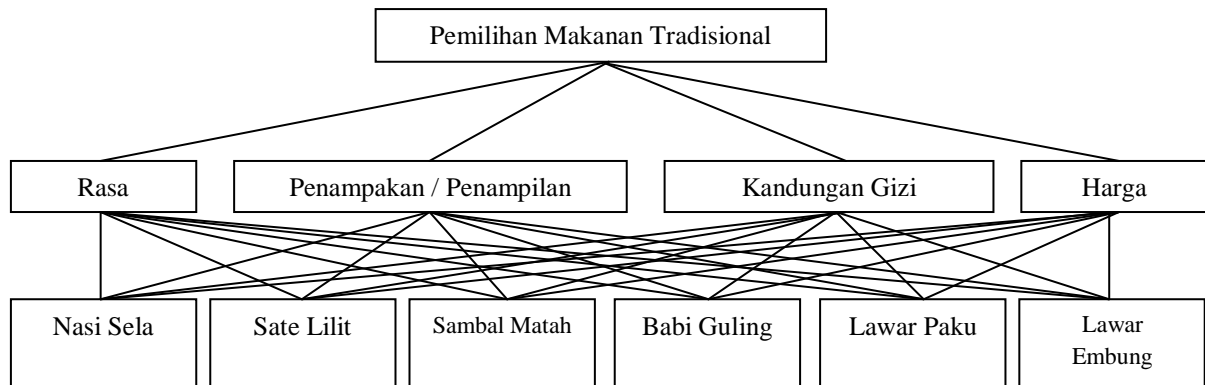 Pemilihan Makanan Tradisional
Rasa
Penampakan / Penampilan
Kandungan Gizi
Harga
Nasi Sela
Sate Lilit
Sambal Matah
Babi Guling
Lawar Paku
Lawar
Embung